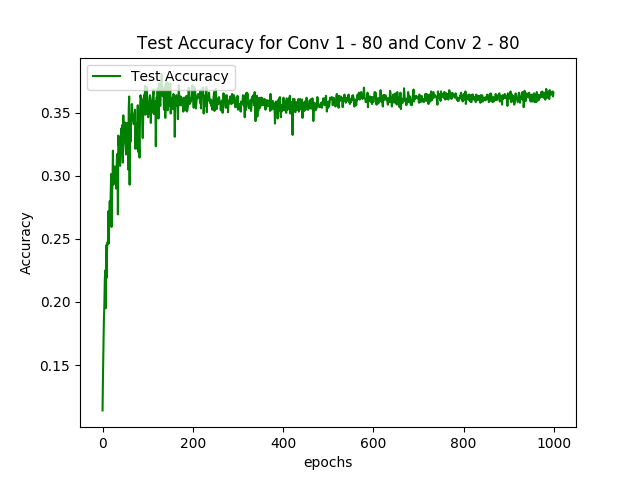 Test Accuracy for Conv 1 - 80 and Conv 2 - 80
Test Accuracy
0.35
0.30
0.25
0.20
0.15
Accuracy
0 200 400 600 800 1000
epochs